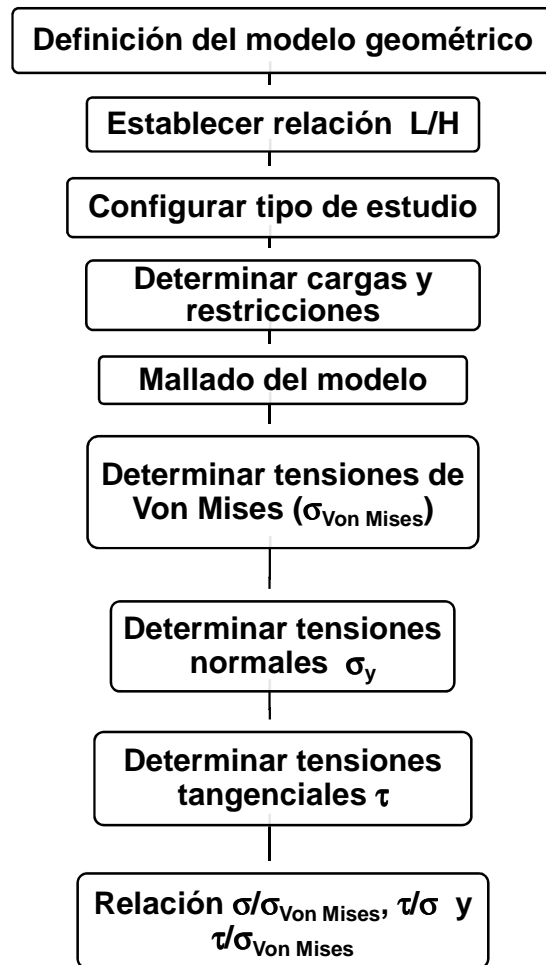 Definición del modelo geométrico
Establecer relación L/H
Configurar tipo de estudio
Determinar cargas y
restricciones
Mallado del modelo
Determinar tensiones de
Von Mises (σVon Mises)
Determinar tensiones
normales σy
Determinar tensiones
tangenciales τ
Relación σ/σVon Mises, τ/σ y
τ/σVon Mises